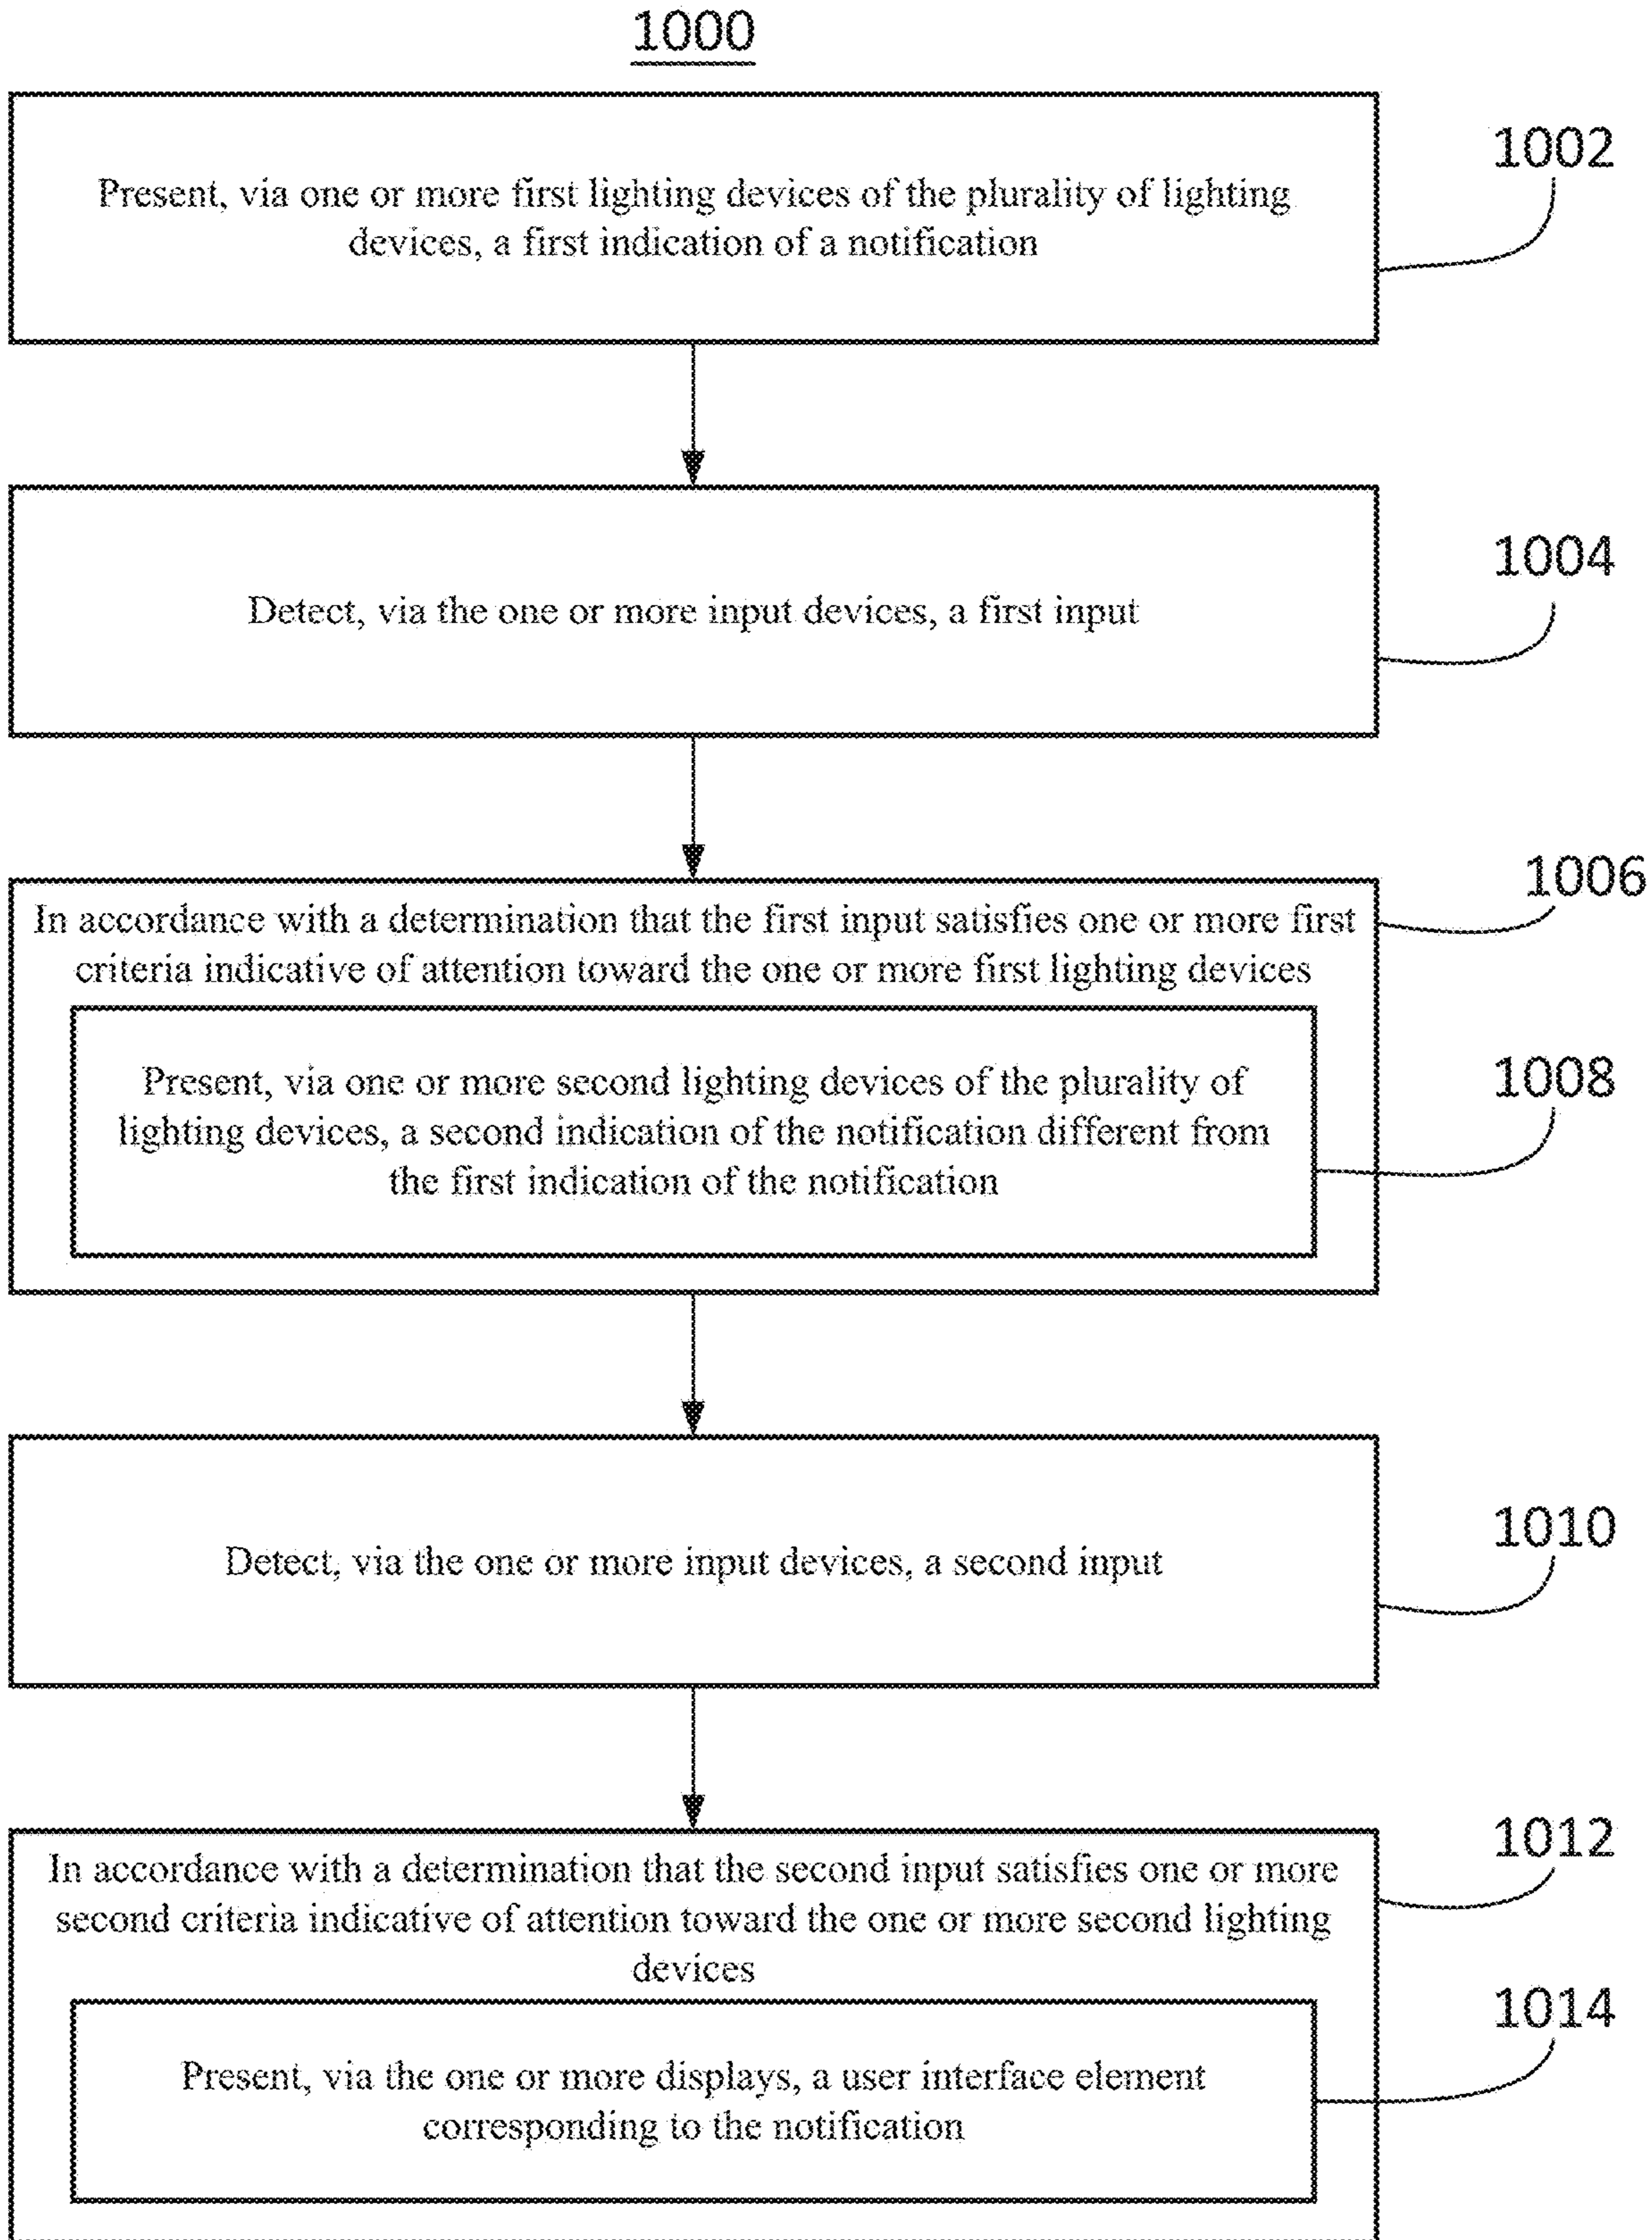 1000
Present, via one or more first lighting devices of the plurality of lighting
devices, a first indication of a notification
1002
Detect, via the one or more input devices, a first input
1004
In accordance with a determination that the first input satisfies one or more first
criteria indicative of attention toward the one or more first lighting devices
1006
Present, via one or more second lighting devices of the plurality of
lighting devices, a second indication of the notification different from
the first indication of the notification
1008
Detect, via the one or more input devices, a second input
1010
In accordance with a determination that the second input satisfies one or more
second criteria indicative of attention toward the one or more second lighting
devices
1012
Present, via the one or more displays, a user interface element
corresponding to the notification
1014